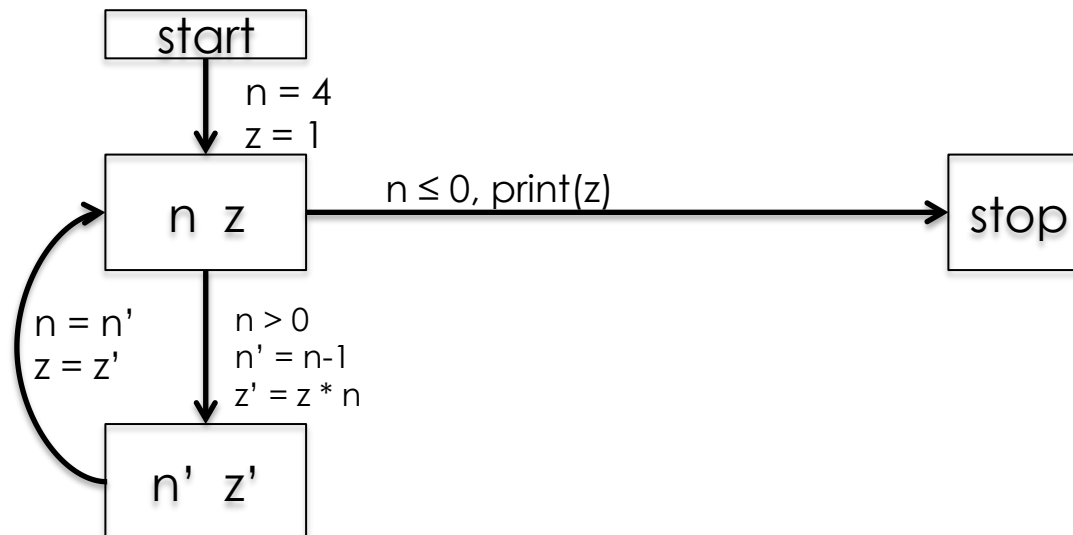 start
n = 4
z = 1
n ≤ 0, print(z)
n z
stop
n = n’
z = z’
n > 0
n’ = n-1
z’ = z * n
n’ z’